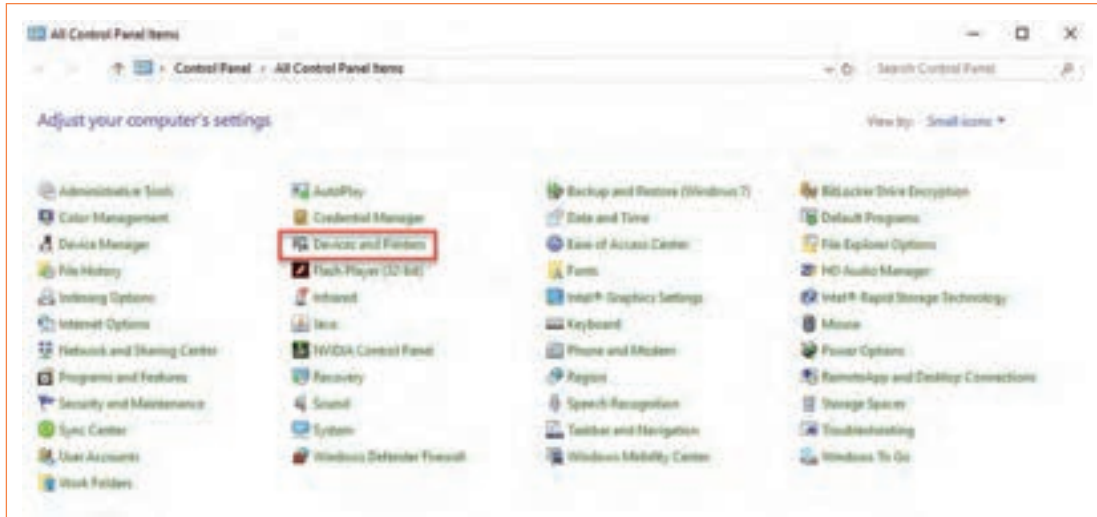 All Control Panel Items
Control Panel › All Control Panel Items
Search Control Panel
Adjust your computer's settings
View by: Small icons
Administrative Tools
AutoPlay
Backup and Restore (Windows 7)
BitLocker Drive Encryption
Color Management
Credential Manager
Date and Time
Default Programs
Device Manager
Devices and Printers
Ease of Access Center
File Explorer Options
File History
Flash Player (32-bit)
Fonts
HD Audio Manager
Indexing Options
Infrared
Intel® Graphics Settings
Intel® Rapid Storage Technology
Internet Options
Java
Keyboard
Mouse
Network and Sharing Center
NVIDIA Control Panel
Phone and Modem
Power Options
Programs and Features
Recovery
Region
RemoteApp and Desktop Connections
Security and Maintenance
Sound
Speech Recognition
Storage Spaces
Sync Center
System
Taskbar and Navigation
Troubleshooting
User Accounts
Windows Defender Firewall
Windows Mobility Center
Windows To Go
Work Folders